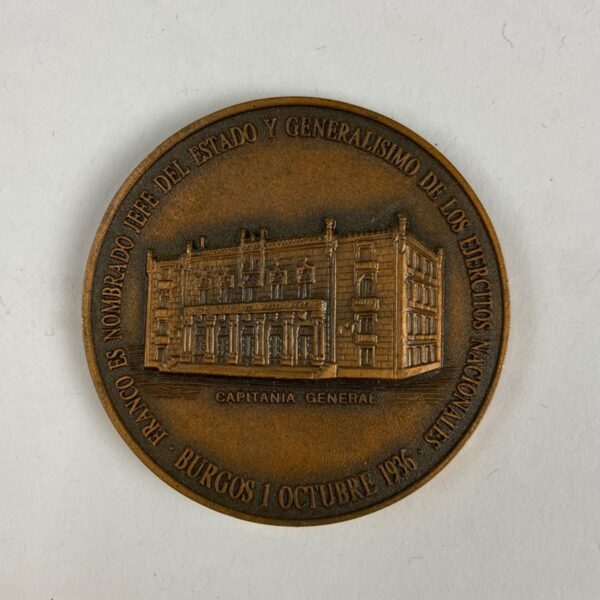 · FRANCO ES NOMBRADO JEFE DEL ESTADO Y GENERALISIMO DE LOS EJERCITOS NACIONALES ·
CAPITANIA GENERAL
BURGOS 1 OCTUBRE 1936